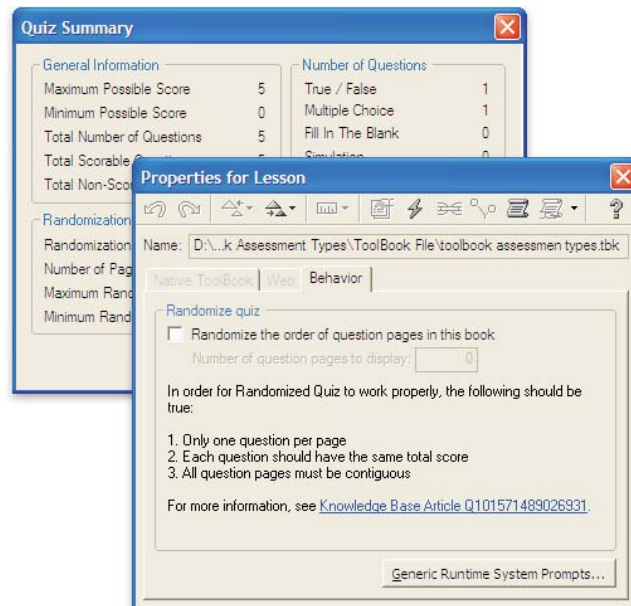 Quiz Summary
General Information
Maximum Possible Score 5
Minimum Possible Score 0
Total Number of Questions 5
Total Scorable
Total Non-Scor
Number of Questions
True / False 1
Multiple Choice 1
Fill In The Blank 0
Simulation 0
Randomization
Randomization
Number of Pag
Maximum Rand
Minimum Rand
Properties for Lesson
Name: D:\...k Assessment Types\ToolBook File\toolbook assessmen types.tbk
Native ToolBook Web Behavior
Randomize quiz
Randomize the order of question pages in this book
Number of question pages to display: 0
In order for Randomized Quiz to work properly, the following should be
true:
1. Only one question per page
2. Each question should have the same total score
3. All question pages must be contiguous
For more information, see Knowledge Base Article Q101571489026931.
Generic Runtime System Prompts...